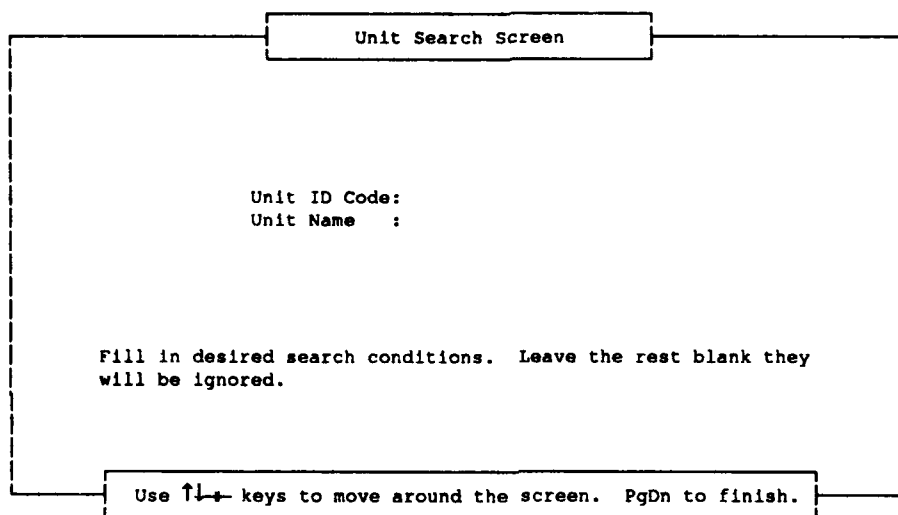 Unit Search Screen
Unit ID Code:
Unit Name :
Fill in desired search conditions. Leave the rest blank they
will be ignored.
Use ↑↓←→ keys to move around the screen. PgDn to finish.